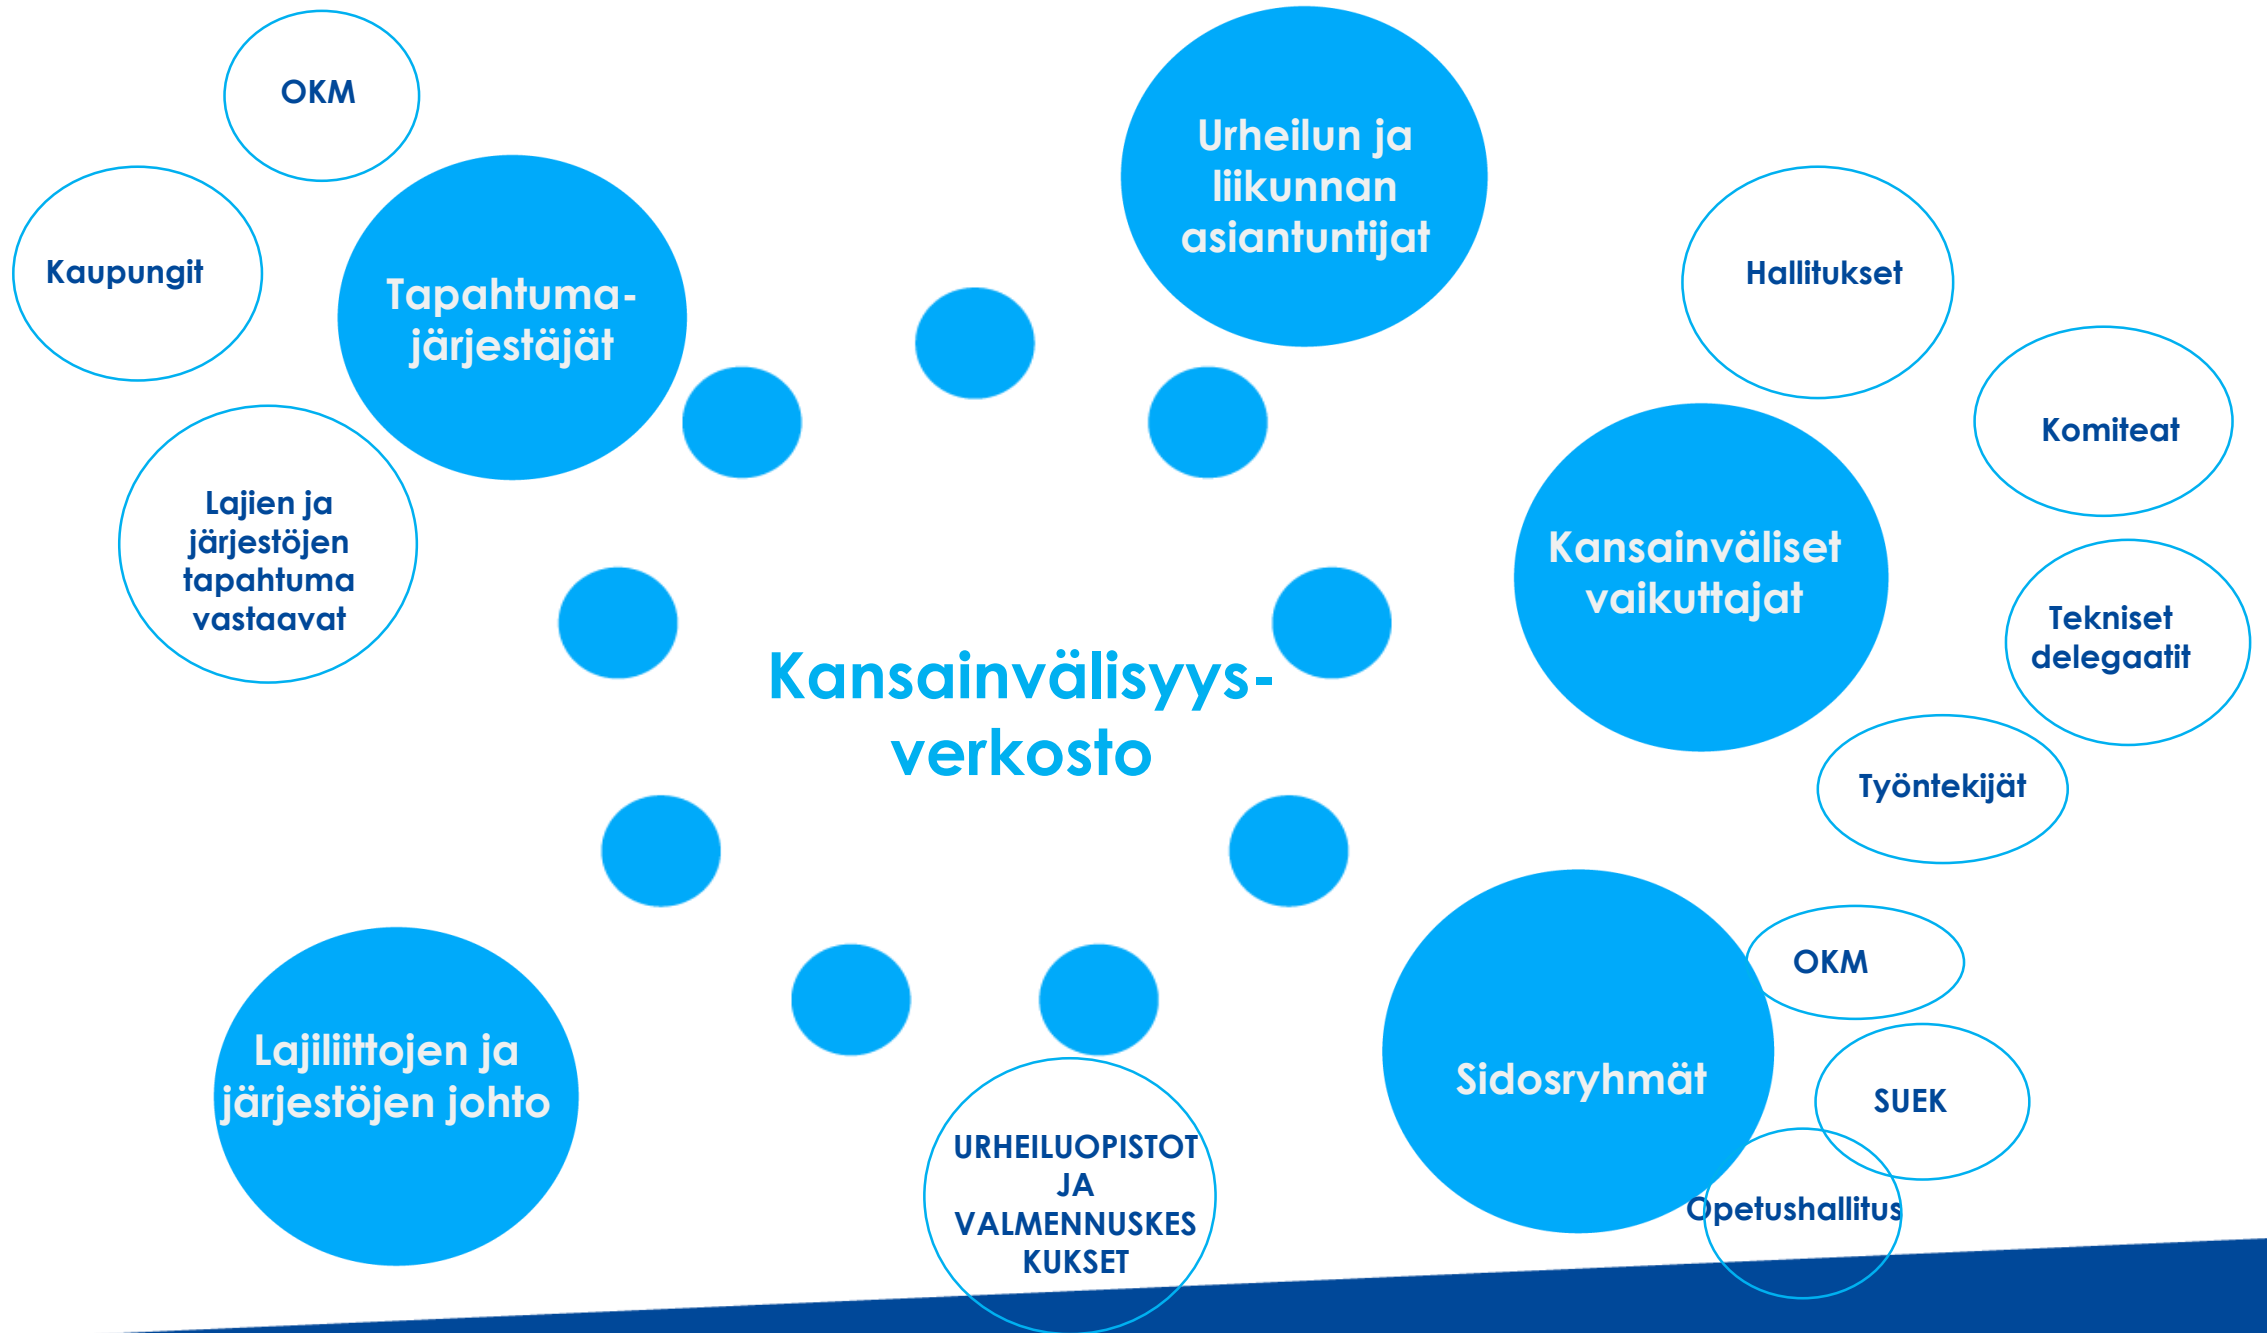 OKM
Kaupungit
Tapahtuma-
järjestäjät
Lajien ja
järjestöjen
tapahtuma
vastaavat
Urheilun ja
liikunnan
asiantuntijat
Hallitukset
Komiteat
Kansainväliset
vaikuttajat
Tekniset
delegaatit
Työntekijät
Kansainvälisyys-
verkosto
OKM
Sidosryhmät
SUEK
Opetushallitus
Lajiliittojen ja
järjestöjen johto
URHEILUOPISTOT
JA
VALMENNUSKES
KUKSET